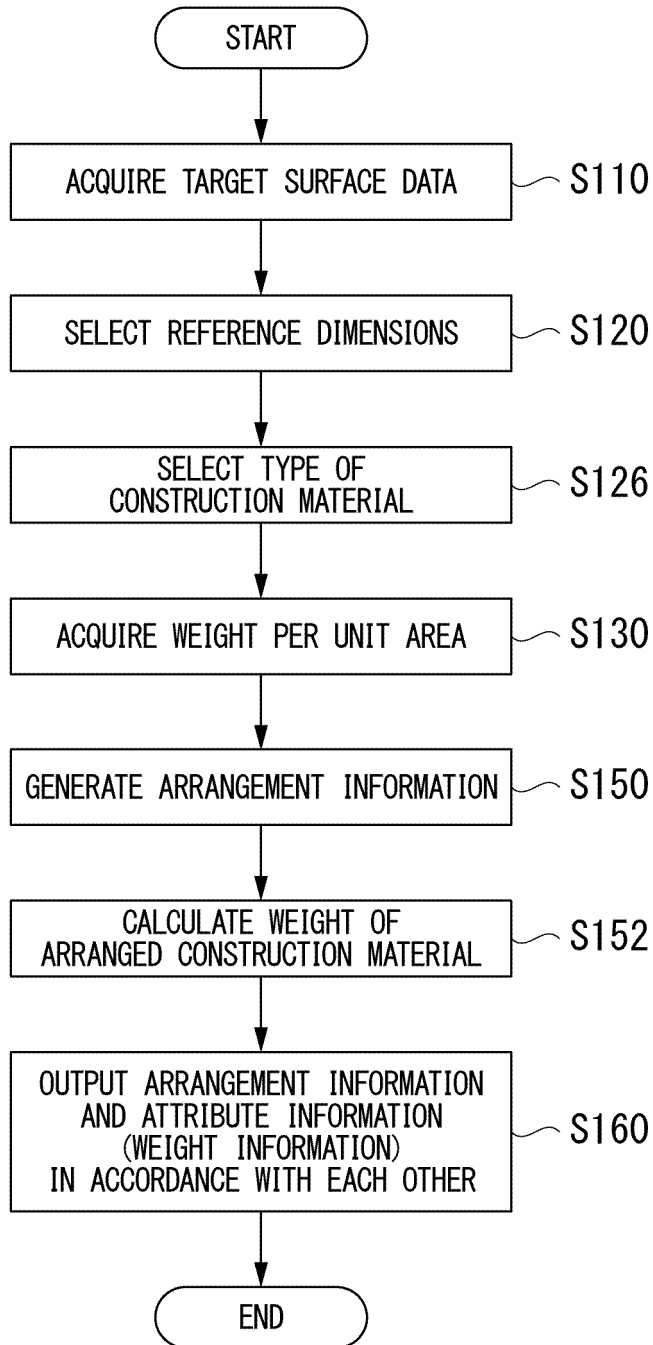 START
ACQUIRE TARGET SURFACE DATA
S110
SELECT REFERENCE DIMENSIONS
S120
SELECT TYPE OF
CONSTRUCTION MATERIAL
S126
ACQUIRE WEIGHT PER UNIT AREA
S130
GENERATE ARRANGEMENT INFORMATION
S150
CALCULATE WEIGHT OF
ARRANGED CONSTRUCTION MATERIAL
S152
OUTPUT ARRANGEMENT INFORMATION
AND ATTRIBUTE INFORMATION
(WEIGHT INFORMATION)
IN ACCORDANCE WITH EACH OTHER
S160
END